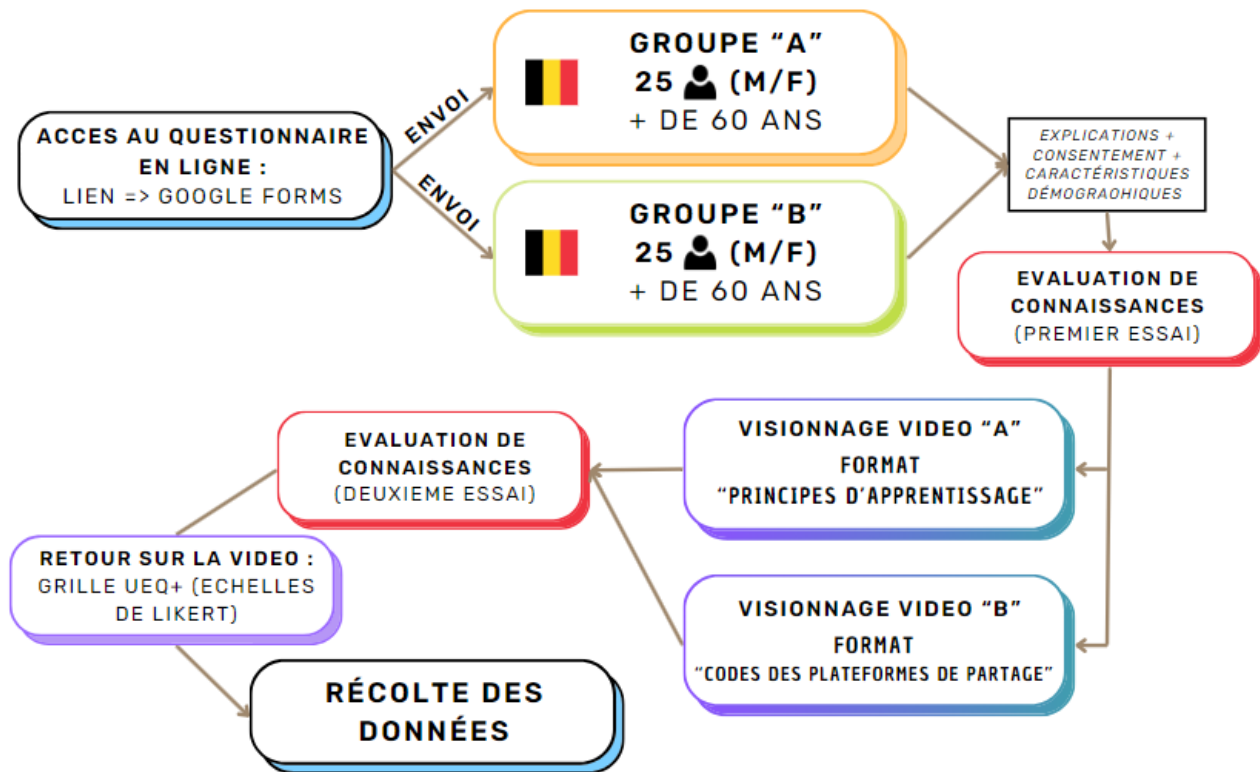 ACCES AU QUESTIONNAIRE
EN LIGNE :
LIEN => GOOGLE FORMS
ENVOI
ENVOI
GROUPE “A”
25 (M/F)
+ DE 60 ANS
GROUPE “B”
25 (M/F)
+ DE 60 ANS
EXPLICATIONS +
CONSENTEMENT +
CARACTÉRISTIQUES
DÉMOGRAOHIQUES
EVALUATION DE
CONNAISSANCES
(PREMIER ESSAI)
VISIONNAGE VIDEO “A”
FORMAT
“PRINCIPES D’APPRENTISSAGE”
VISIONNAGE VIDEO “B”
FORMAT
“CODES DES PLATEFORMES DE PARTAGE”
EVALUATION DE
CONNAISSANCES
(DEUXIEME ESSAI)
RETOUR SUR LA VIDEO :
GRILLE UEQ+ (ECHELLES
DE LIKERT)
RÉCOLTE DES
DONNÉES